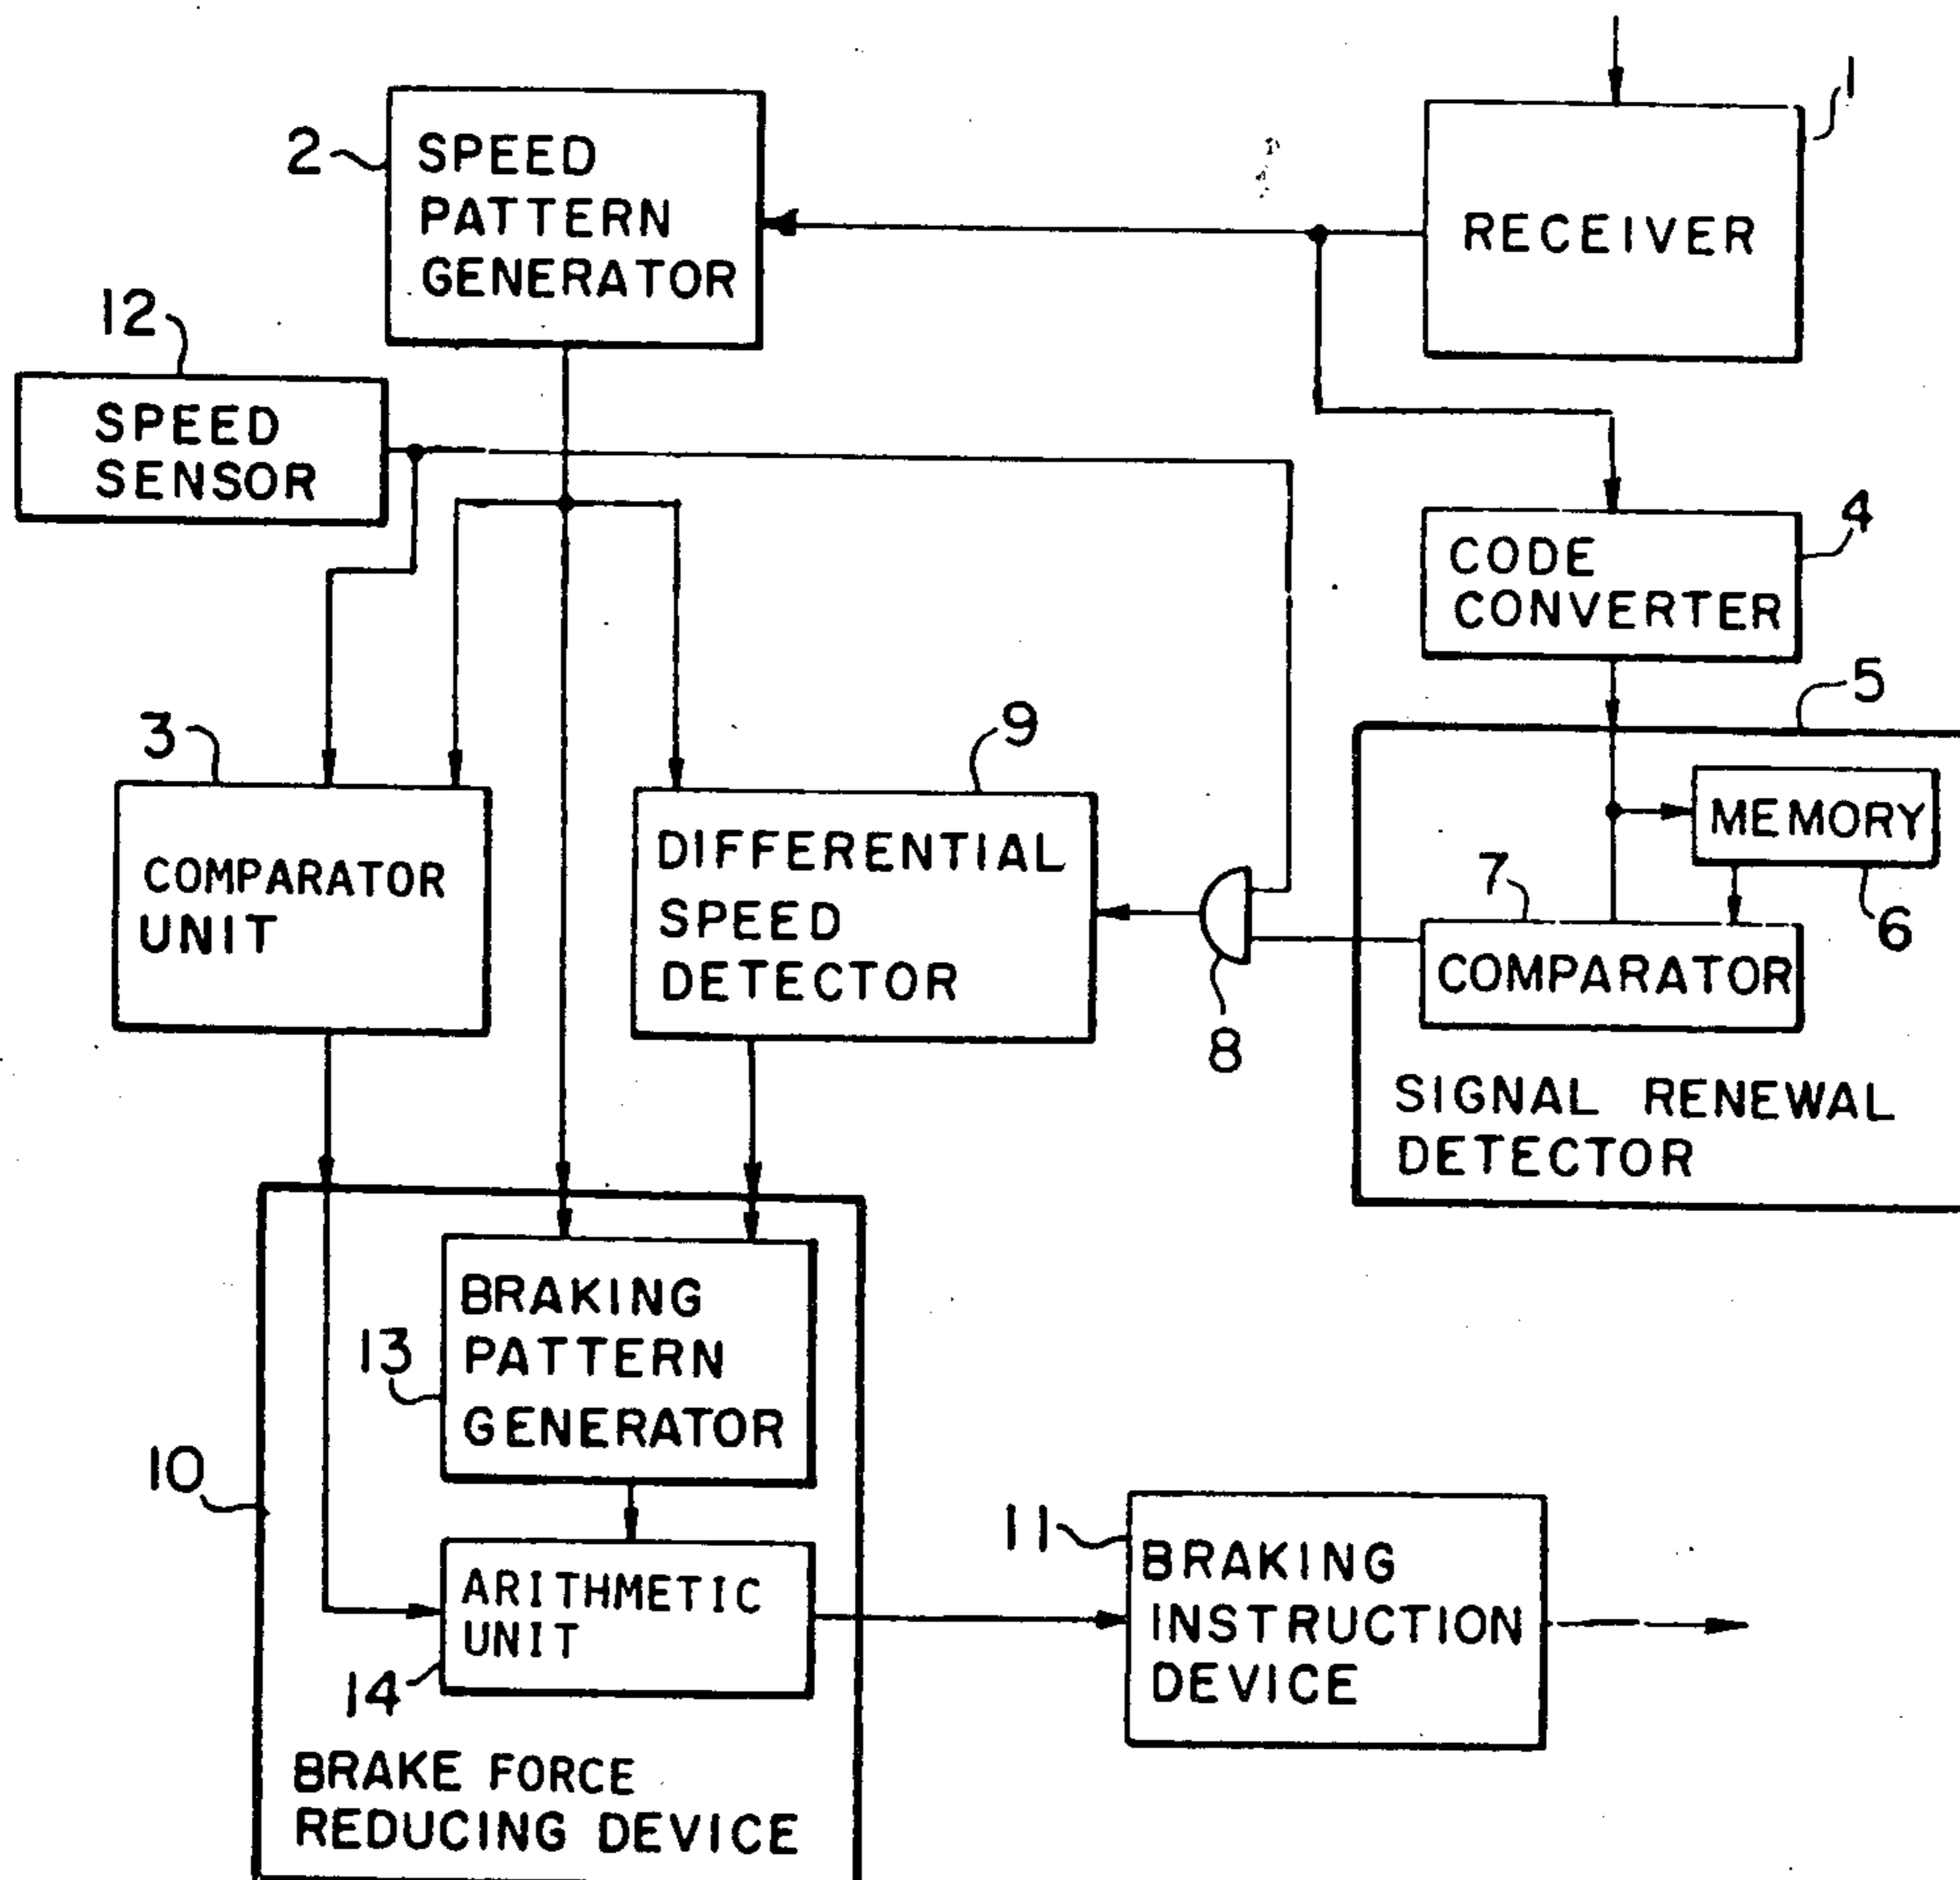 1
2
SPEED
PATTERN
GENERATOR
RECEIVER
12
SPEED
SENSOR
4
CODE
CONVERTER
5
3
9
MEMORY
COMPARATOR
UNIT
DIFFERENTIAL
SPEED
DETECTOR
7
6
COMPARATOR
8
SIGNAL RENEWAL
DETECTOR
BRAKING
PATTERN
GENERATOR
13
10
11
BRAKING
INSTRUCTION
DEVICE
ARITHMETIC
UNIT
14
BRAKE FORCE
REDUCING DEVICE